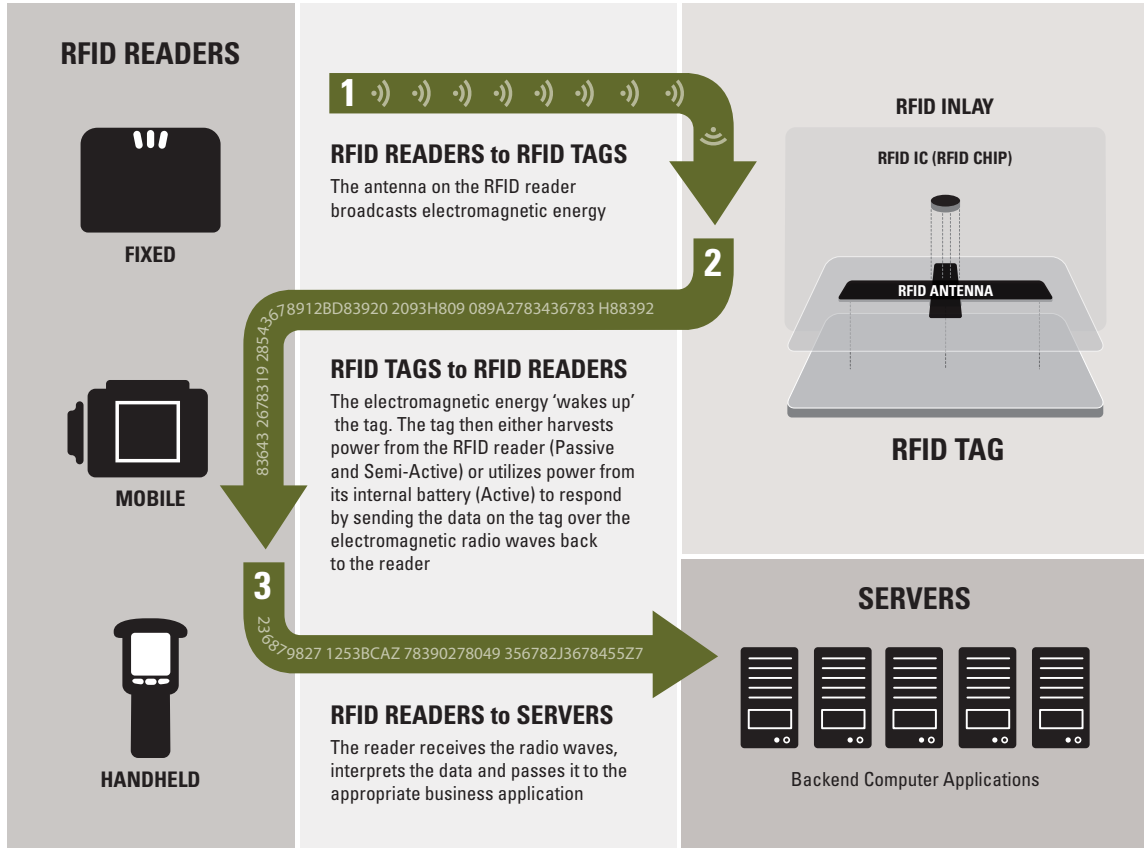 RFID READERS
FIXED
MOBILE
HANDHELD
1
RFID READERS to RFID TAGS
The antenna on the RFID reader
broadcasts electromagnetic energy
2
83643 2678319 28543678912BD83920 2093H809 089A2783436783 H88392
RFID TAGS to RFID READERS
The electromagnetic energy ‘wakes up’
the tag. The tag then either harvests
power from the RFID reader (Passive
and Semi-Active) or utilizes power from
its internal battery (Active) to respond
by sending the data on the tag over the
electromagnetic radio waves back
to the reader
3
236879827 1253BCAZ 78390278049 356782J3678455Z7
RFID READERS to SERVERS
The reader receives the radio waves,
interprets the data and passes it to the
appropriate business application
RFID INLAY
RFID IC (RFID CHIP)
RFID ANTENNA
RFID TAG
SERVERS
Backend Computer Applications